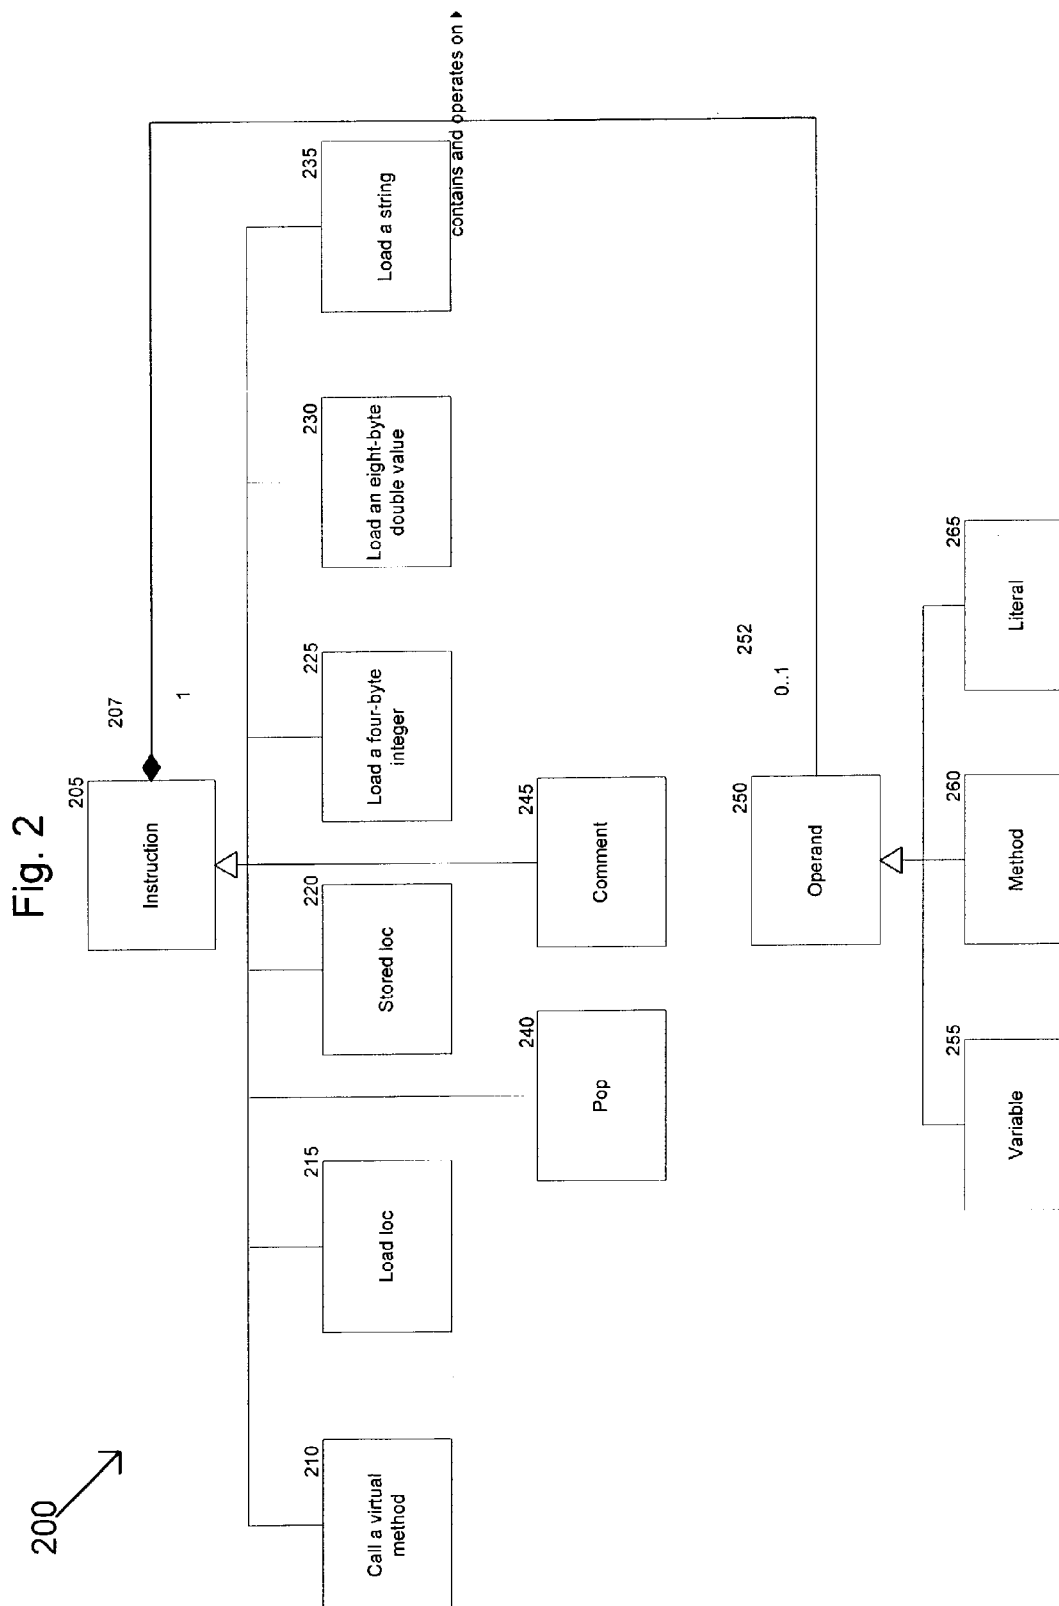 Fig. 2
200
205
Instruction
207
1
210
Call a virtual
method
215
Load loc
220
Stored loc
225
Load a four-byte
integer
230
Load an eight-byte
double value
235
Load a string
contains and operates on
240
Pop
245
Comment
250
Operand
252
0..1
255
Variable
260
Method
265
Literal